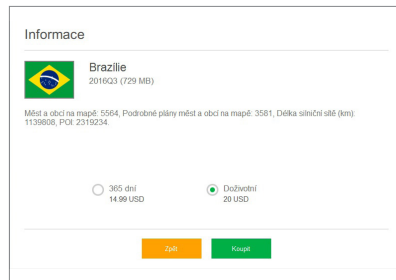 Informace
Brazílie
2016Q3 (729 MB)
Měst a obcí na mapě: 5564, Podrobné plány měst a obcí na mapě: 3581, Délka silniční sítě (km):
1139808, POI: 2319234.
365 dní
14.99 USD
Doživotní
20 USD
Zpět
Koupit